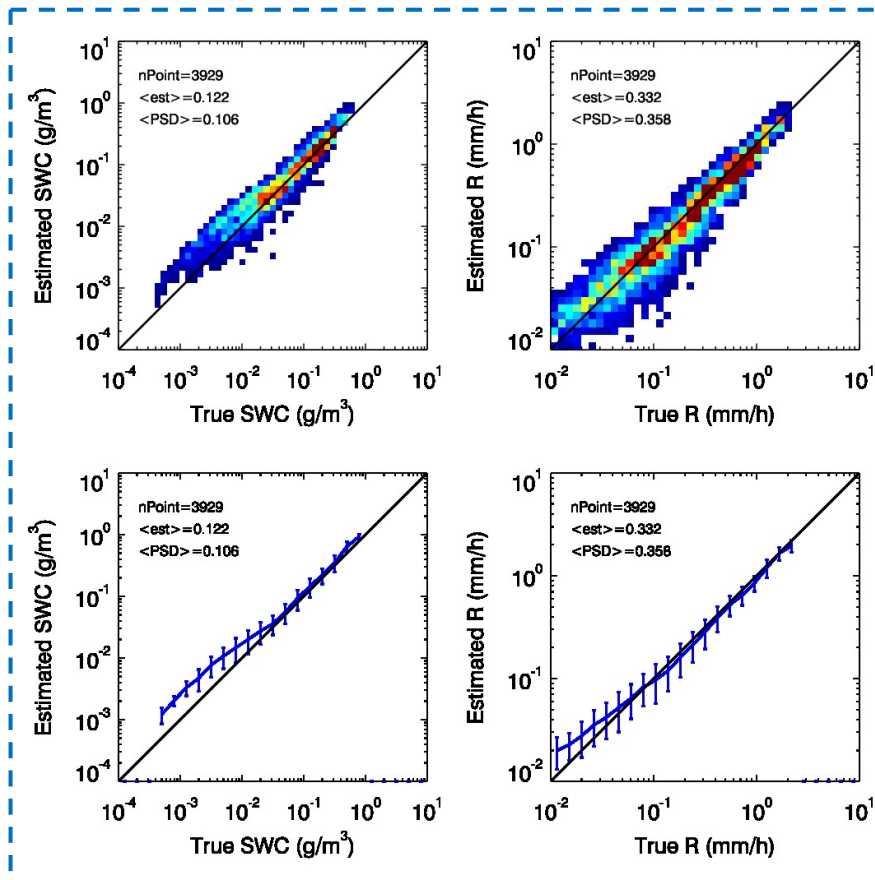 Estimated SWC (g/m³)
10¹
10⁰
10⁻¹
10⁻²
10⁻³
10⁻⁴
nPoint=3929
<est>=0.122
<PSD>=0.106
10⁻⁴ 10⁻³ 10⁻² 10⁻¹ 10⁰ 10¹
True SWC (g/m³)
Estimated R (mm/h)
10¹
10⁰
10⁻¹
10⁻²
nPoint=3929
<est>=0.332
<PSD>=0.358
10⁻² 10⁻¹ 10⁰ 10¹
True R (mm/h)
Estimated SWC (g/m³)
10¹
10⁰
10⁻¹
10⁻²
10⁻³
10⁻⁴
nPoint=3929
<est>=0.122
<PSD>=0.106
10⁻⁴ 10⁻³ 10⁻² 10⁻¹ 10⁰ 10¹
True SWC (g/m³)
Estimated R (mm/h)
10¹
10⁰
10⁻¹
10⁻²
nPoint=3929
<est>=0.332
<PSD>=0.358
10⁻² 10⁻¹ 10⁰ 10¹
True R (mm/h)